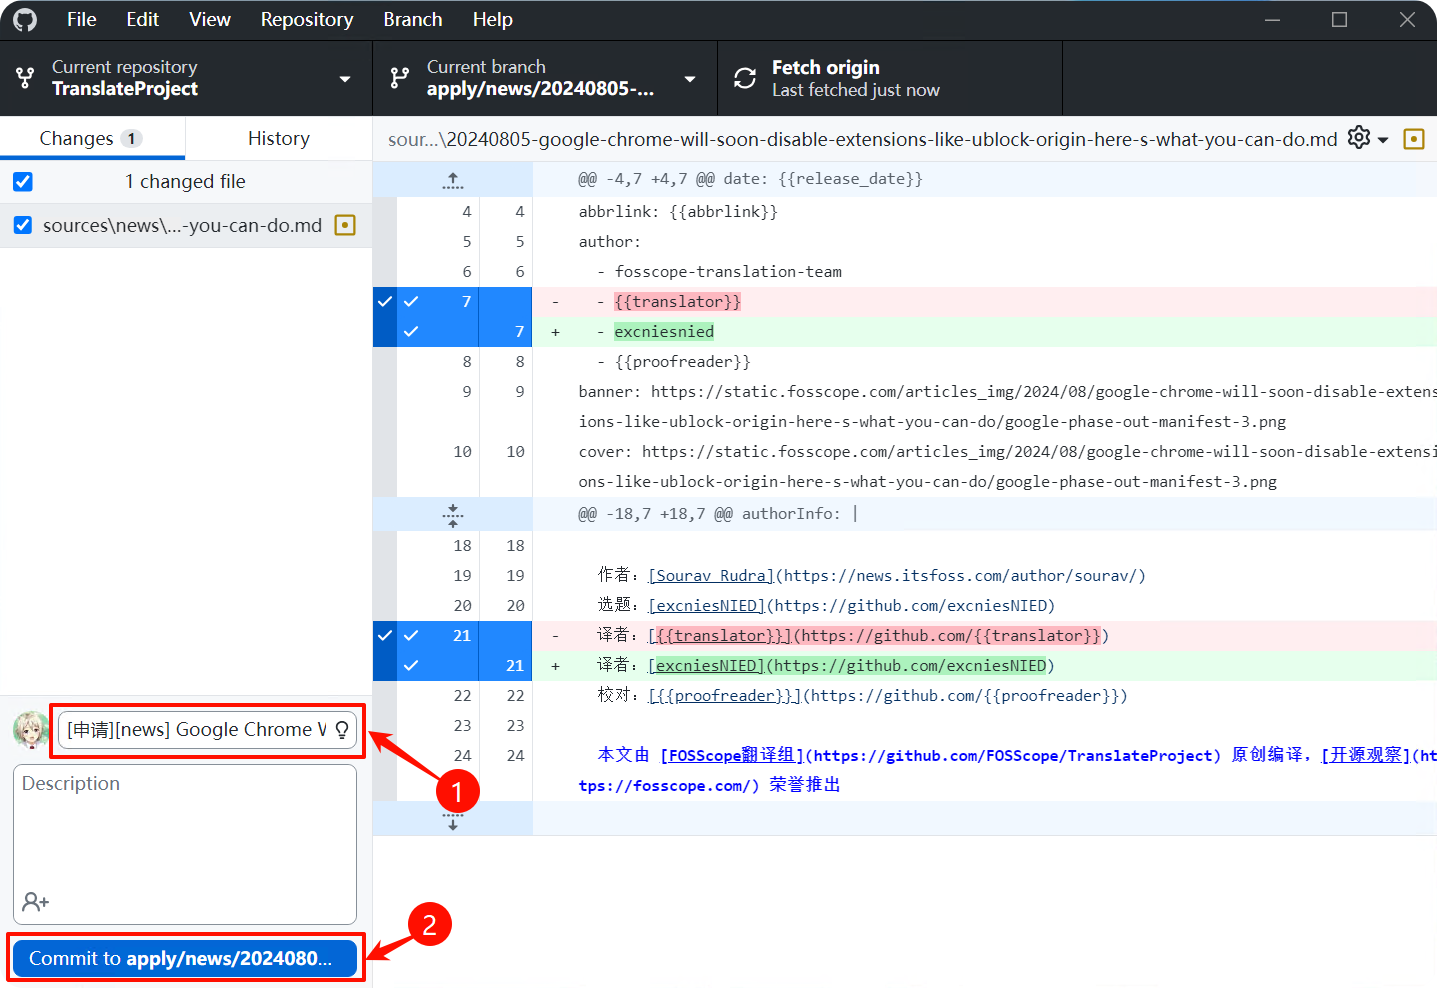 File Edit View Repository Branch Help
Current repository
TranslateProject
Current branch
apply/news/20240805-...
Fetch origin
Last fetched just now
Changes 1
History
sour...\20240805-google-chrome-will-soon-disable-extensions-like-ublock-origin-here-s-what-you-can-do.md
1 changed file
sources\news\...-you-can-do.md
@@ -4,7 +4,7 @@ date: {{release_date}}
4 4 abbrlink: {{abbrlink}}
5 5 author:
6 6 - fosscope-translation-team
7 - - {{translator}}
7 + - excniesnied
8 8 - {{proofreader}}
9 9 banner: https://static.fosscope.com/articles_img/2024/08/google-chrome-will-soon-disable-extens
ions-like-ublock-origin-here-s-what-you-can-do/google-phase-out-manifest-3.png
10 10 cover: https://static.fosscope.com/articles_img/2024/08/google-chrome-will-soon-disable-extensi
ons-like-ublock-origin-here-s-what-you-can-do/google-phase-out-manifest-3.png
@@ -18,7 +18,7 @@ authorInfo: |
18 18
19 19 作者：[Sourav Rudra](https://news.itsfoss.com/author/sourav/)
20 20 选题：[excniesNIED](https://github.com/excniesNIED)
21 - 译者：[{{translator}}](https://github.com/{{translator}})
21 + 译者：[excniesNIED](https://github.com/excniesNIED)
22 22 校对：[{{proofreader}}](https://github.com/{{proofreader}})
23 23
24 24 本文由 [FOSScope翻译组](https://github.com/FOSScope/TranslateProject) 原创编译，[开源观察](ht
tps://fosscope.com/) 荣誉推出
[申请][news] Google Chrome W
1
Description
2
Commit to apply/news/2024080...